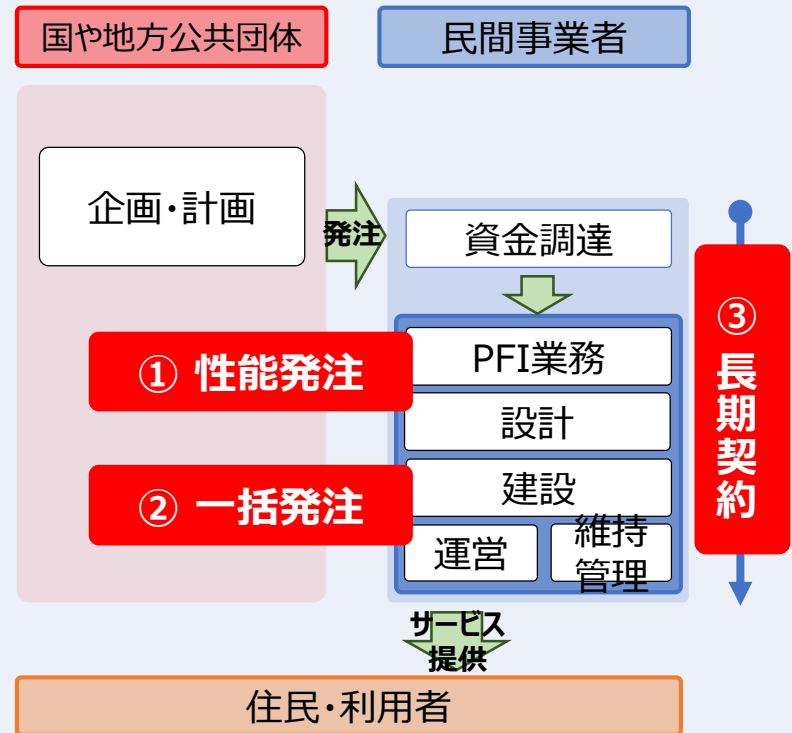 国や地方公共団体
民間事業者
企画・計画
発注
資金調達
① 性能発注
PFI業務
設計
② 一括発注
建設
運営
維持
管理
③
長期契約
サービス
提供
住民・利用者